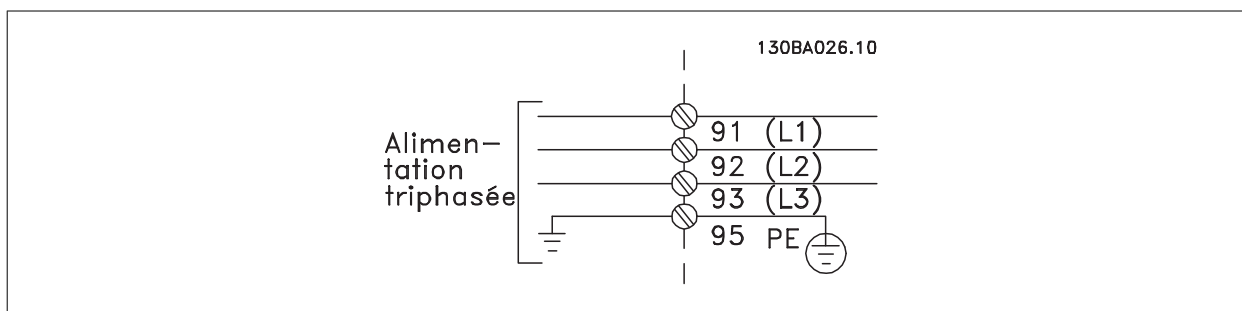 130BA026.10
Alimen-
tation
triphasée
91 (L1)
92 (L2)
93 (L3)
95 PE